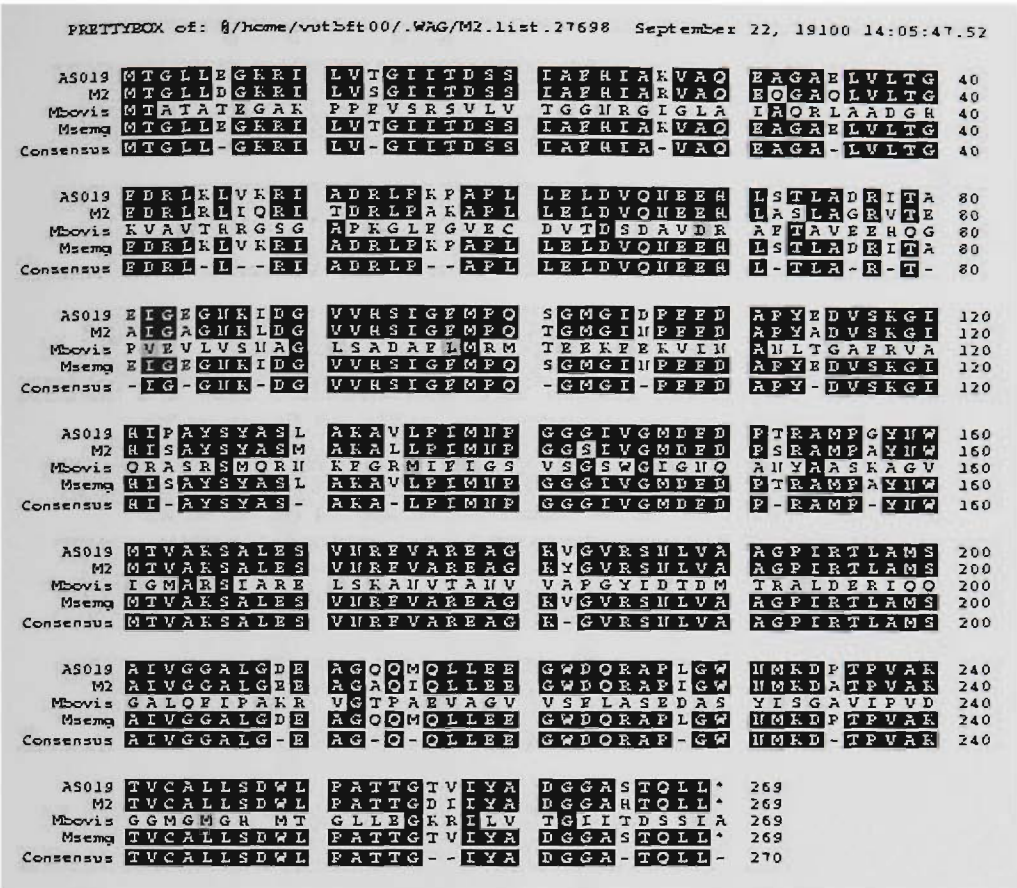 PRETTYBOX of: @/home/vutbft00/.WAG/M2.list.27698 September 22, 19100 14:05:47.52
AS019 MTGLLEGKRI LVTGIITDSS IAFHIAKVAQ EAGAELVLTG 40
M2 MTGLLDGKRI LVSGIITDSS IAFHIARVAQ EQGAQLVLTG 40
Mbovis MTATATEGAK PPFVSRSVLV TGGNRGIGLA IAQRLAADGH 40
Msemg MTGLLEGKRI LVTGIITDSS IAFHIAKVAQ EAGAELVLTG 40
Consensus MTGLL-GKRI LV-GIITDSS IAFHIA-VAQ EAGA-LVLTG 40
AS019 FDRLKLVKRI ADRLPKPAPL LELDVQNEEH LSTLADRITA 80
M2 FDRLRLIQRI TDRLPAKAPL LELDVQNEEH LASLAGRVTE 80
Mbovis KVAVTHRGSG APKGLFGVEC DVTDSDAVDR AFTAVEEHQG 80
Msemg FDRLKLVKRI ADRLPKPAPL LELDVQNEEH LSTLADRITA 80
Consensus FDRL-L--RI ADRLP--APL LELDVQNEEH L-TLA-R-T- 80
AS019 EIGEGNKIDG VVHSIGFMPQ SGMGIDPFFD APYEDVSKGI 120
M2 AIGAGNKLDG VVHSIGFMPQ TGMGINPFFD APYADVSKGI 120
Mbovis PVEVLVSNAG LSADAFLMRM TEEKFEKVIN ANLTGAFRVA 120
Msemg EIGEGNKIDG VVHSIGFMPQ SGMGINPFFD APYEDVSKGI 120
Consensus -IG-GNK-DG VVHSIGFMPQ -GMGI-PFFD APY-DVSKGI 120
AS019 HIPAYSYASL AKAVLPIMNP GGGIVGMDFD PTRAMPGYNW 160
M2 HISAYSYASM AKALLPIMNP GGSIVGMDFD PSRAMPAYNW 160
Mbovis QRASRSMQRN KFGRMIFIGS VSGSWGIGNQ ANYAASKAGV 160
Msemg HISAYSYASL AKAVLPIMNP GGGIVGMDFD PTRAMPAYNW 160
Consensus HI-AYSYAS- AKA-LPIMNP GGGIVGMDFD P-RAMP-YNW 160
AS019 MTVAKSALES VNRFVAREAG KVGVRSNLVA AGPIRTLAMS 200
M2 MTVAKSALES VNRFVAREAG KYGVRSNLVA AGPIRTLAMS 200
Mbovis IGMARSIARE LSKANVTANV VAPGYIDTDM TRALDERIQQ 200
Msemg MTVAKSALES VNRFVAREAG KVGVRSNLVA AGPIRTLAMS 200
Consensus MTVAKSALES VNRFVAREAG K-GVRSNLVA AGPIRTLAMS 200
AS019 AIVGGALGDE AGQQMQLLEE GWDQRAPLGW NMKDPTPVAK 240
M2 AIVGGALGEE AGAQIQLLEE GWDQRAPIGW NMKDATPVAK 240
Mbovis GALQFIPAKR VGTPAEVAGV VSFLASEDAS YISGAVIPVD 240
Msemg AIVGGALGDE AGQQMQLLEE GWDQRAPLGW NMKDPTPVAK 240
Consensus AIVGGALG-E AG-Q-QLLEE GWDQRAP-GW NMKD-TPVAK 240
AS019 TVCALLSDWL PATTGTVIYA DGGASTQLL* 269
M2 TVCALLSDWL PATTGDIIYA DGGAHTQLL* 269
Mbovis GGMGMGH MT GLLEGKRILV TGIITDSSIA 269
Msemg TVCALLSDWL PATTGTVIYA DGGASTQLL* 269
Consensus TVCALLSDWL PATTG--IYA DGGA-TQLL- 270